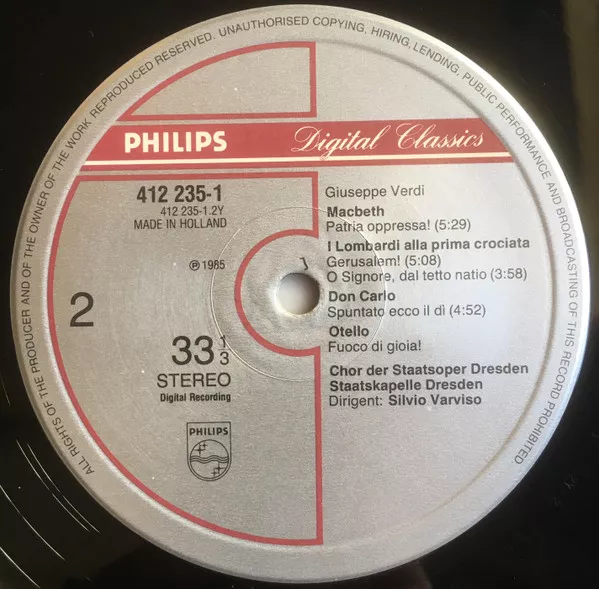 ALL RIGHTS OF THE PRODUCER AND OF THE OWNER OF THE WORK REPRODUCED RESERVED. UNAUTHORISED COPYING, HIRING, LENDING, PUBLIC PERFORMANCE AND BROADCASTING OF THIS RECORD PROHIBITED.
PHILIPS Digital Classics
412 235-1
412 235-1.2Y
MADE IN HOLLAND
℗ 1985
2
33 1/3
STEREO
Digital Recording
PHILIPS
Giuseppe Verdi
Macbeth
Patria oppressa! (5:29)
I Lombardi alla prima crociata
Gerusalem! (5:08)
O Signore, dal tetto natio (3:58)
Don Carlo
Spuntato ecco il dì (4:52)
Otello
Fuoco di gioia!
Chor der Staatsoper Dresden
Staatskapelle Dresden
Dirigent: Silvio Varviso